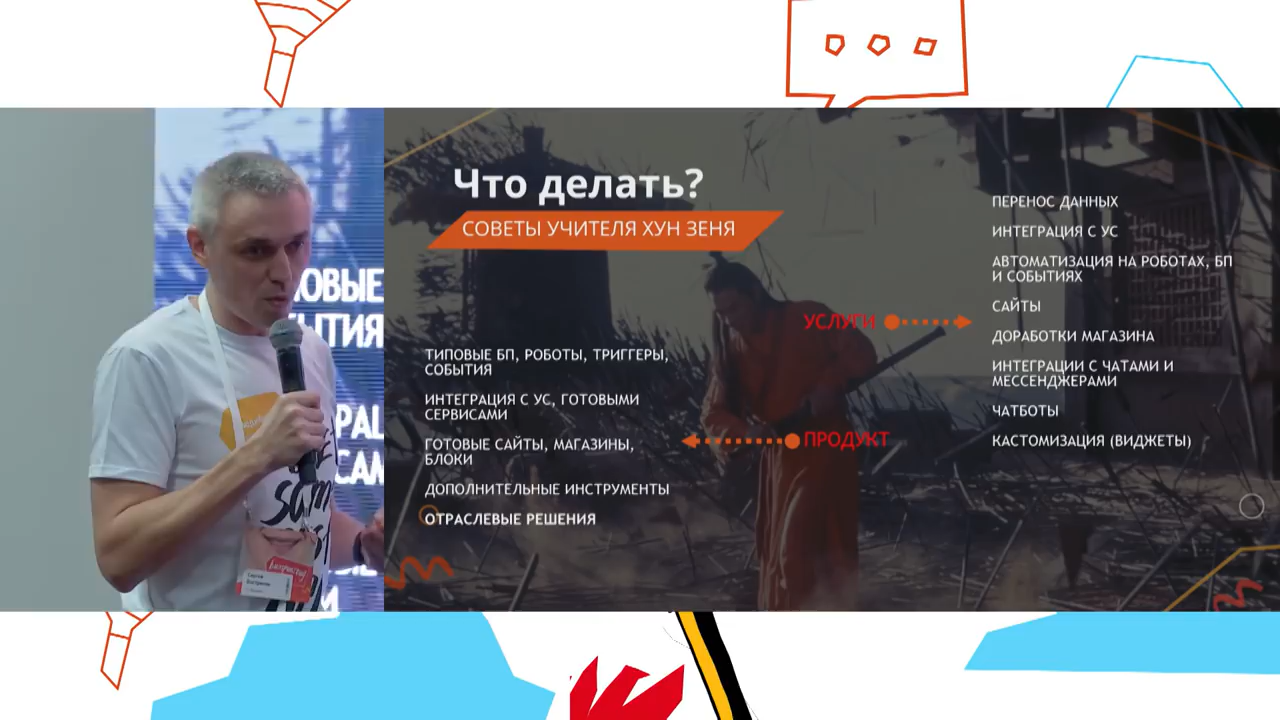 Что делать?
СОВЕТЫ УЧИТЕЛЯ ХУН ЗЕНЯ
ТИПОВЫЕ БП, РОБОТЫ, ТРИГГЕРЫ,
СОБЫТИЯ
ИНТЕГРАЦИЯ С УС, ГОТОВЫМИ
СЕРВИСАМИ
ГОТОВЫЕ САЙТЫ, МАГАЗИНЫ,
БЛОКИ
ДОПОЛНИТЕЛЬНЫЕ ИНСТРУМЕНТЫ
ОТРАСЛЕВЫЕ РЕШЕНИЯ
УСЛУГИ
ПРОДУКТ
ПЕРЕНОС ДАННЫХ
ИНТЕГРАЦИЯ С УС
АВТОМАТИЗАЦИЯ НА РОБОТАХ, БП
И СОБЫТИЯХ
САЙТЫ
ДОРАБОТКИ МАГАЗИНА
ИНТЕГРАЦИИ С ЧАТАМИ И
МЕССЕНДЖЕРАМИ
ЧАТБОТЫ
КАСТОМИЗАЦИЯ (ВИДЖЕТЫ)